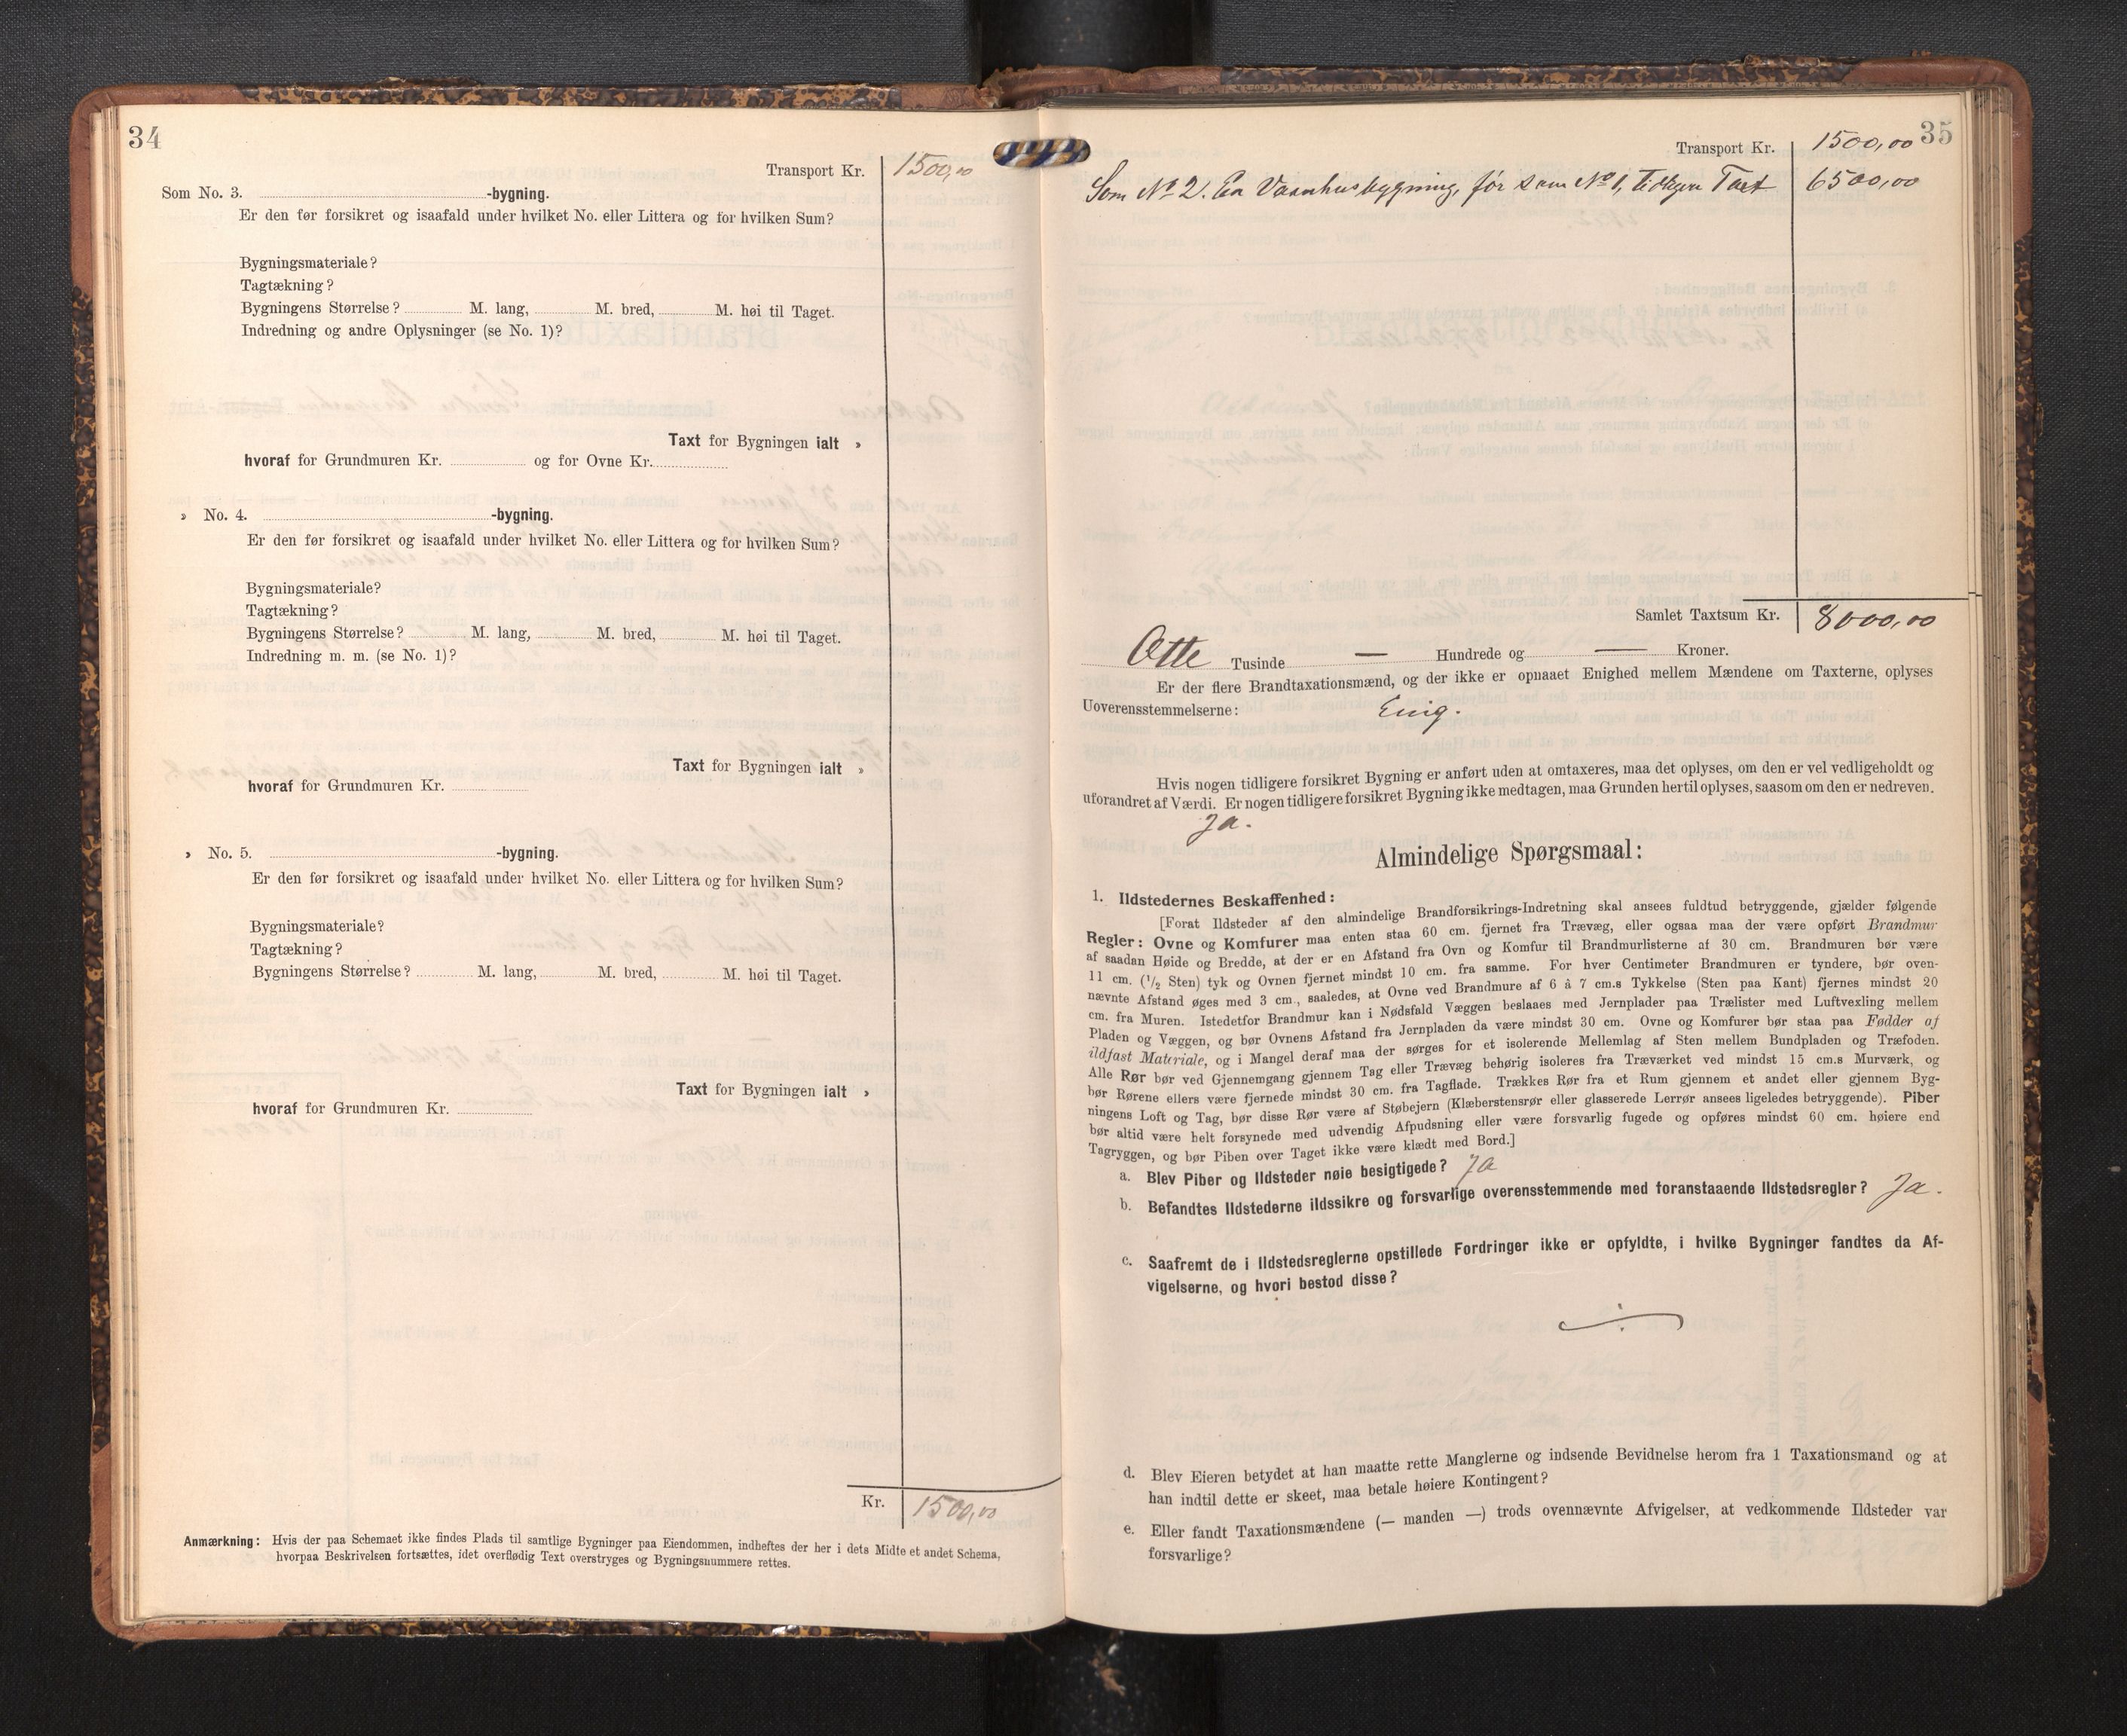 34
Transport Kr. 1500,00
Som No. 3. -bygning.
Er den før forsikret og isaafald under hvilket No. eller Littera og for hvilken Sum?
Bygningsmateriale?
Tagtækning?
Bygningens Størrelse? M. lang, M. bred, M. høi til Taget.
Indredning og andre Oplysninger (se No. 1)?
Taxt for Bygningen ialt »
hvoraf for Grundmuren Kr. og for Ovne Kr.
» No. 4. -bygning.
Er den før forsikret og isaafald under hvilket No. eller Littera og for hvilken Sum?
Bygningsmateriale?
Tagtækning?
Bygningens Størrelse? M. lang, M. bred, M. høi til Taget.
Indredning m. m. (se No. 1)?
Taxt for Bygningen ialt »
hvoraf for Grundmuren Kr.
» No. 5. -bygning.
Er den før forsikret og isaafald under hvilket No. eller Littera og for hvilken Sum?
Bygningsmateriale?
Tagtækning?
Bygningens Størrelse? M. lang, M. bred, M. høi til Taget.
Taxt for Bygningen ialt »
hvoraf for Grundmuren Kr.
Kr. 1500,00
Anmærkning: Hvis der paa Schemaet ikke findes Plads til samtlige Bygninger paa Eiendommen, indheftes der her i dets Midte et andet Schema,
hvorpaa Beskrivelsen fortsættes, idet overflødig Text overstryges og Bygningsnummere rettes.
35
Transport Kr. 1500,00
Som No 2. En Vaanhusbygning, før som No 1, tidligere Taxt 6500,00
Samlet Taxtsum Kr. 8000,00
Otte Tusinde — Hundrede og — Kroner.
Er der flere Brandtaxationsmænd, og der ikke er opnaaet Enighed mellem Mændene om Taxterne, oplyses
Uoverensstemmelserne: Enig.
Hvis nogen tidligere forsikret Bygning er anført uden at omtaxeres, maa det oplyses, om den er vel vedligeholdt og
uforandret af Værdi. Er nogen tidligere forsikret Bygning ikke medtagen, maa Grunden hertil oplyses, saasom om den er nedreven.
Ja.
Almindelige Spørgsmaal:
1. Ildstedernes Beskaffenhed:
[Forat Ildsteder af den almindelige Brandforsikrings-Indretning skal ansees fuldtud betryggende, gjælder følgende
Regler: Ovne og Komfurer maa enten staa 60 cm. fjernet fra Trævæg, eller ogsaa maa der være opført Brandmur
af saadan Høide og Bredde, at der er en Afstand fra Ovn og Komfur til Brandmurlisterne af 30 cm. Brandmuren bør være
11 cm. (1/2 Sten) tyk og Ovnen fjernet mindst 10 cm. fra samme. For hver Centimeter Brandmuren er tyndere, bør oven-
nævnte Afstand øges med 3 cm., saaledes, at Ovne ved Brandmure af 6 à 7 cm.s Tykkelse (Sten paa Kant) fjernes mindst 20
cm. fra Muren. Istedetfor Brandmur kan i Nødsfald Væggen beslaaes med Jernplader paa Trælister med Luftvexling mellem
Pladen og Væggen, og bør Ovnens Afstand fra Jernpladen da være mindst 30 cm. Ovne og Komfurer bør staa paa Fødder af
ildfast Materiale, og i Mangel deraf maa der sørges for et isolerende Mellemlag af Sten mellem Bundpladen og Træfoden.
Alle Rør bør ved Gjennemgang gjennem Tag eller Trævæg behørig isoleres fra Træværket ved mindst 15 cm.s Murværk, og
bør Rørene ellers være fjernede mindst 30 cm. fra Tagflade. Trækkes Rør fra et Rum gjennem et andet eller gjennem Byg-
ningens Loft og Tag, bør disse Rør være af Støbejern (Klæberstensrør eller glasserede Lerrør ansees ligeledes betryggende). Piber
bør altid være helt forsynede med udvendig Afpudsning eller være forsvarlig fugede og opføres mindst 60 cm. høiere end
Tagryggen, og bør Piben over Taget ikke være klædt med Bord.]
a. Blev Piber og Ildsteder nøie besigtigede? Ja
b. Befandtes Ildstederne ildssikre og forsvarlige overensstemmende med foranstaaende Ildstedsregler? Ja.
c. Saafremt de i Ildstedsreglerne opstillede Fordringer ikke er opfyldte, i hvilke Bygninger fandtes da Af-
vigelserne, og hvori bestod disse?
d. Blev Eieren betydet at han maatte rette Manglerne og indsende Bevidnelse herom fra 1 Taxationsmand og at
han indtil dette er skeet, maa betale høiere Kontingent?
e. Eller fandt Taxationsmændene (— manden —) trods ovennævnte Afvigelser, at vedkommende Ildsteder var
forsvarlige?